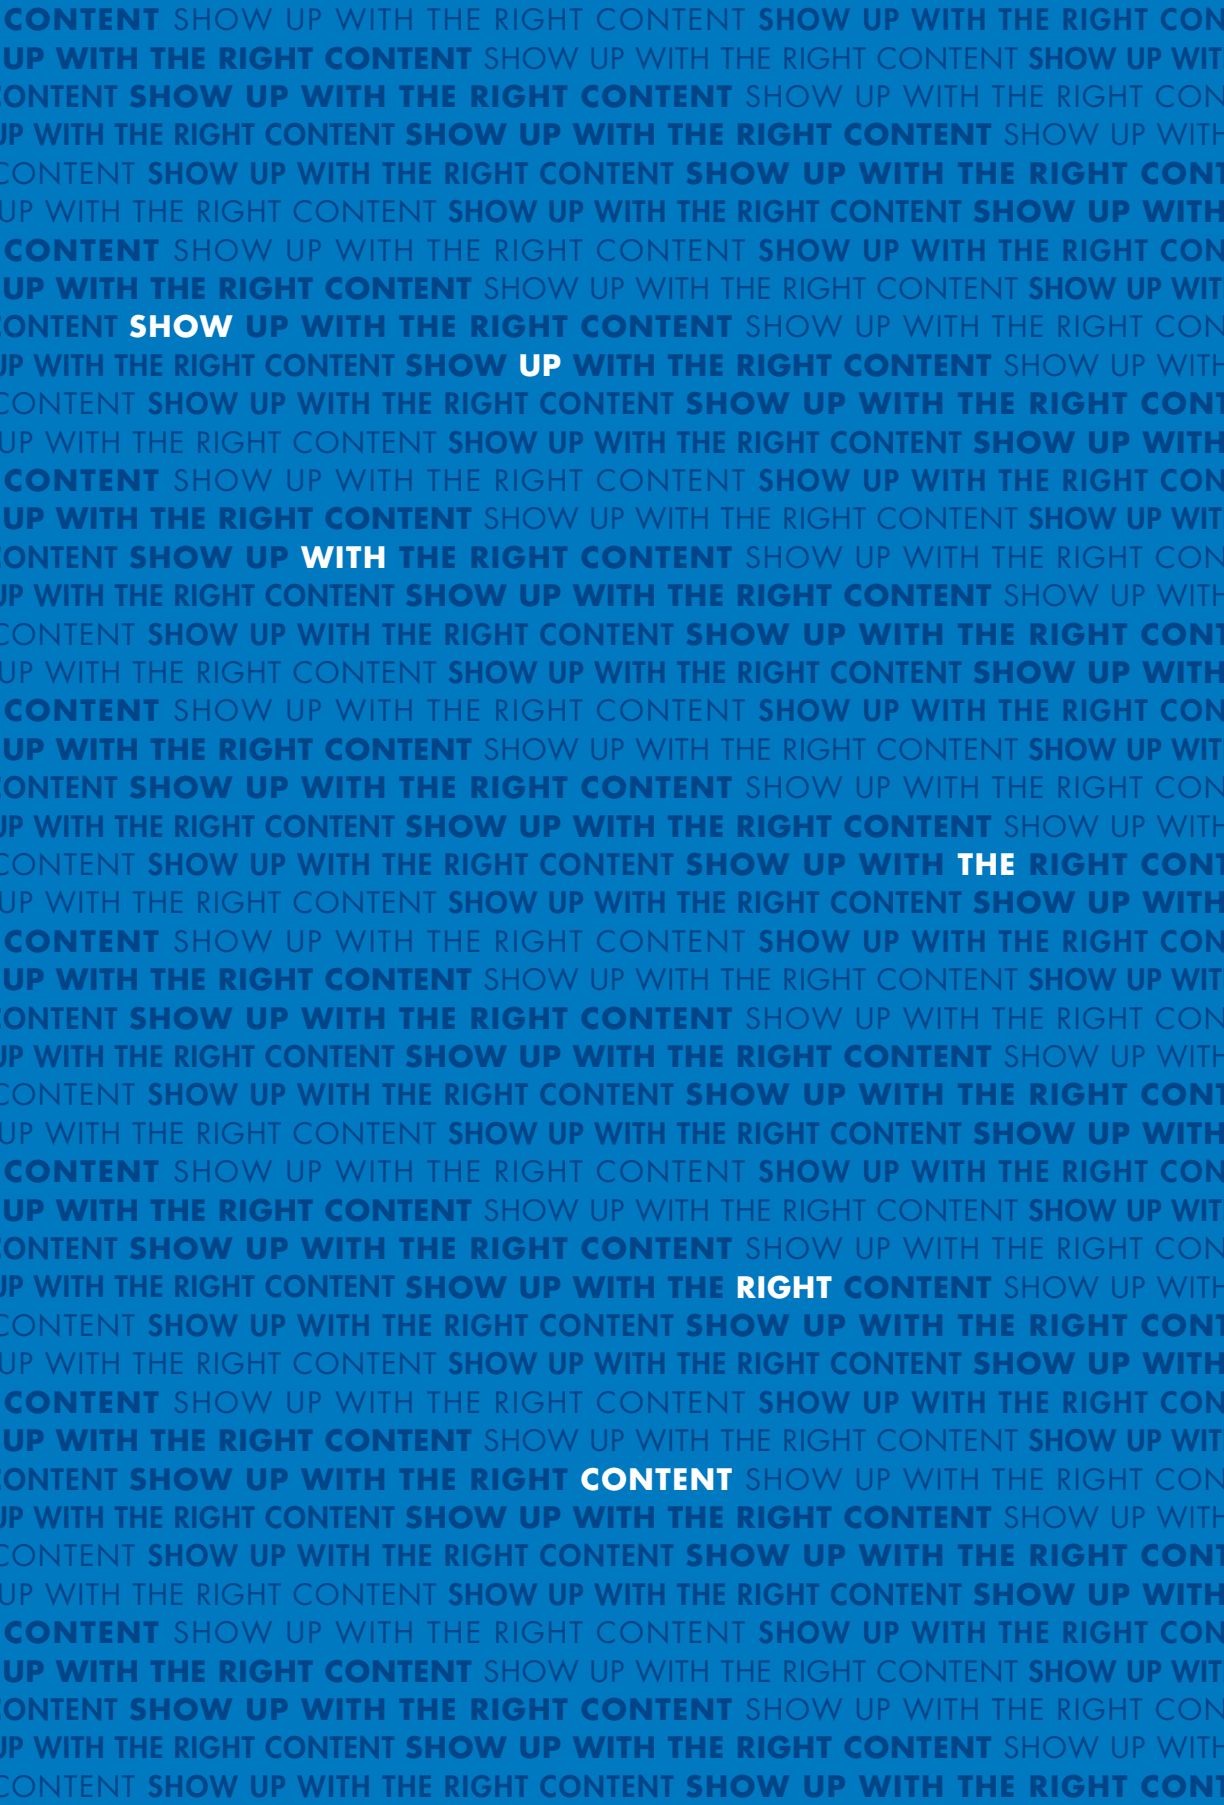 CONTENT SHOW UP WITH THE RIGHT CONTENT SHOW UP WITH THE RIGHT CON
UP WITH THE RIGHT CONTENT SHOW UP WITH THE RIGHT CONTENT SHOW UP WIT
CONTENT SHOW UP WITH THE RIGHT CONTENT SHOW UP WITH THE RIGHT CON
UP WITH THE RIGHT CONTENT SHOW UP WITH THE RIGHT CONTENT SHOW UP WITH
CONTENT SHOW UP WITH THE RIGHT CONTENT SHOW UP WITH THE RIGHT CONT
UP WITH THE RIGHT CONTENT SHOW UP WITH THE RIGHT CONTENT SHOW UP WITH
CONTENT SHOW UP WITH THE RIGHT CONTENT SHOW UP WITH THE RIGHT CON
UP WITH THE RIGHT CONTENT SHOW UP WITH THE RIGHT CONTENT SHOW UP WIT
CONTENT SHOW UP WITH THE RIGHT CONTENT SHOW UP WITH THE RIGHT CON
UP WITH THE RIGHT CONTENT SHOW UP WITH THE RIGHT CONTENT SHOW UP WITH
CONTENT SHOW UP WITH THE RIGHT CONTENT SHOW UP WITH THE RIGHT CONT
UP WITH THE RIGHT CONTENT SHOW UP WITH THE RIGHT CONTENT SHOW UP WITH
CONTENT SHOW UP WITH THE RIGHT CONTENT SHOW UP WITH THE RIGHT CON
UP WITH THE RIGHT CONTENT SHOW UP WITH THE RIGHT CONTENT SHOW UP WIT
CONTENT SHOW UP WITH THE RIGHT CONTENT SHOW UP WITH THE RIGHT CON
UP WITH THE RIGHT CONTENT SHOW UP WITH THE RIGHT CONTENT SHOW UP WITH
CONTENT SHOW UP WITH THE RIGHT CONTENT SHOW UP WITH THE RIGHT CONT
UP WITH THE RIGHT CONTENT SHOW UP WITH THE RIGHT CONTENT SHOW UP WITH
CONTENT SHOW UP WITH THE RIGHT CONTENT SHOW UP WITH THE RIGHT CON
UP WITH THE RIGHT CONTENT SHOW UP WITH THE RIGHT CONTENT SHOW UP WIT
CONTENT SHOW UP WITH THE RIGHT CONTENT SHOW UP WITH THE RIGHT CON
UP WITH THE RIGHT CONTENT SHOW UP WITH THE RIGHT CONTENT SHOW UP WITH
CONTENT SHOW UP WITH THE RIGHT CONTENT SHOW UP WITH THE RIGHT CONT
UP WITH THE RIGHT CONTENT SHOW UP WITH THE RIGHT CONTENT SHOW UP WITH
CONTENT SHOW UP WITH THE RIGHT CONTENT SHOW UP WITH THE RIGHT CON
UP WITH THE RIGHT CONTENT SHOW UP WITH THE RIGHT CONTENT SHOW UP WIT
CONTENT SHOW UP WITH THE RIGHT CONTENT SHOW UP WITH THE RIGHT CON
UP WITH THE RIGHT CONTENT SHOW UP WITH THE RIGHT CONTENT SHOW UP WITH
CONTENT SHOW UP WITH THE RIGHT CONTENT SHOW UP WITH THE RIGHT CONT
UP WITH THE RIGHT CONTENT SHOW UP WITH THE RIGHT CONTENT SHOW UP WITH
CONTENT SHOW UP WITH THE RIGHT CONTENT SHOW UP WITH THE RIGHT CON
UP WITH THE RIGHT CONTENT SHOW UP WITH THE RIGHT CONTENT SHOW UP WIT
CONTENT SHOW UP WITH THE RIGHT CONTENT SHOW UP WITH THE RIGHT CON
UP WITH THE RIGHT CONTENT SHOW UP WITH THE RIGHT CONTENT SHOW UP WITH
CONTENT SHOW UP WITH THE RIGHT CONTENT SHOW UP WITH THE RIGHT CONT
UP WITH THE RIGHT CONTENT SHOW UP WITH THE RIGHT CONTENT SHOW UP WITH
CONTENT SHOW UP WITH THE RIGHT CONTENT SHOW UP WITH THE RIGHT CON
UP WITH THE RIGHT CONTENT SHOW UP WITH THE RIGHT CONTENT SHOW UP WIT
CONTENT SHOW UP WITH THE RIGHT CONTENT SHOW UP WITH THE RIGHT CON
UP WITH THE RIGHT CONTENT SHOW UP WITH THE RIGHT CONTENT SHOW UP WITH
CONTENT SHOW UP WITH THE RIGHT CONTENT SHOW UP WITH THE RIGHT CONT
UP WITH THE RIGHT CONTENT SHOW UP WITH THE RIGHT CONTENT SHOW UP WITH
CONTENT SHOW UP WITH THE RIGHT CONTENT SHOW UP WITH THE RIGHT CON
UP WITH THE RIGHT CONTENT SHOW UP WITH THE RIGHT CONTENT SHOW UP WIT
CONTENT SHOW UP WITH THE RIGHT CONTENT SHOW UP WITH THE RIGHT CON
UP WITH THE RIGHT CONTENT SHOW UP WITH THE RIGHT CONTENT SHOW UP WITH
CONTENT SHOW UP WITH THE RIGHT CONTENT SHOW UP WITH THE RIGHT CONT